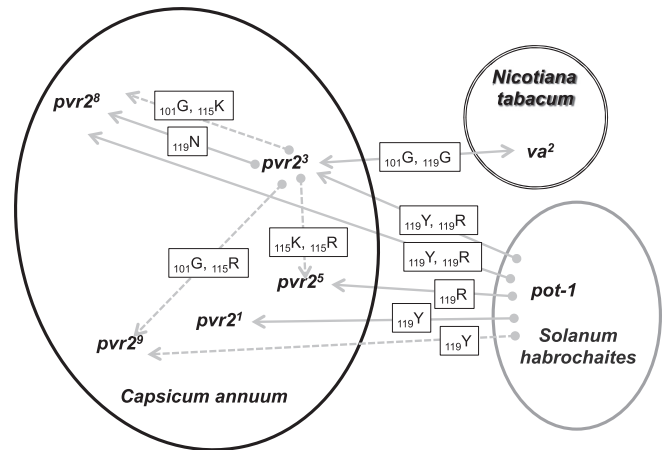 Nicotiana
tabacum
pvr2⁸
₁₀₁G, ₁₁₅K
₁₁₉N
pvr2³
₁₀₁G, ₁₁₉G
va²
₁₁₉Y, ₁₁₉R
₁₁₉Y, ₁₁₉R
₁₀₁G, ₁₁₅R
₁₁₅K, ₁₁₅R
pvr2⁵
₁₁₉R
pot-1
pvr2¹
₁₁₉Y
pvr2⁹
₁₁₉Y
Solanum
habrochaites
Capsicum annuum